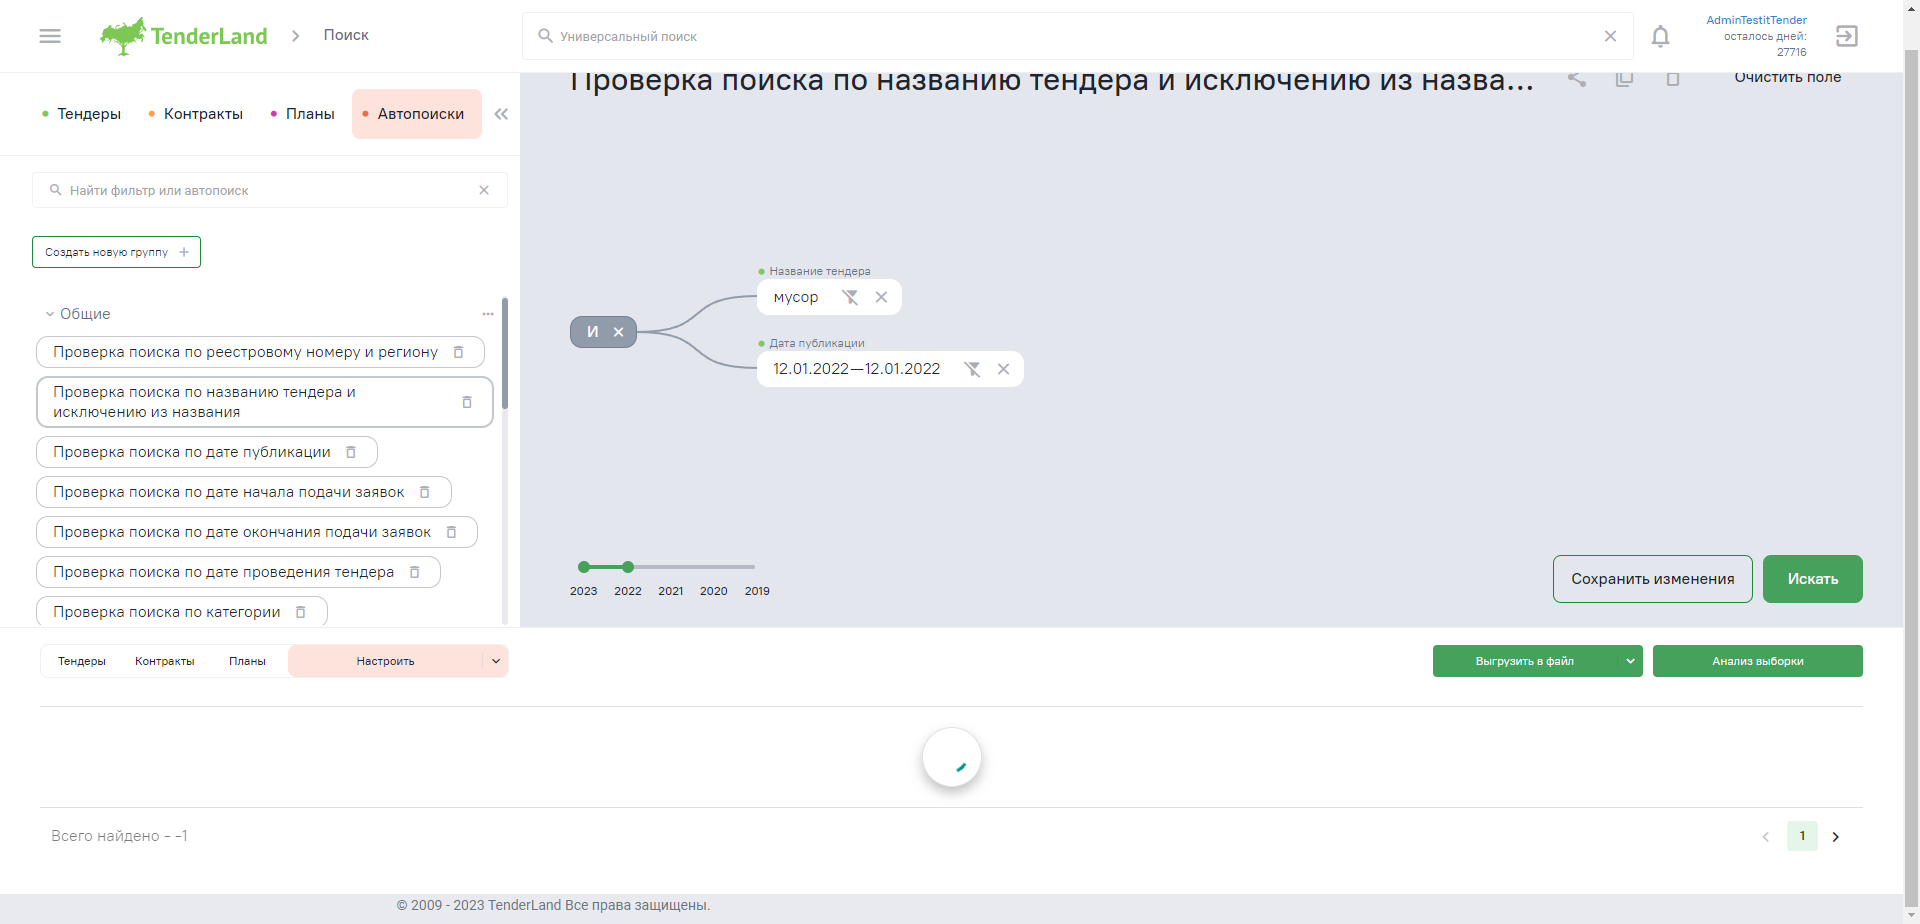 TenderLand
Поиск
Универсальный поиск
AdminTestitTender
осталось дней:
27716
Тендеры
Контракты
Планы
Автопоиски
Проверка поиска по названию тендера и исключению из назва...
Очистить поле
Найти фильтр или автопоиск
Создать новую группу
Общие
Проверка поиска по реестровому номеру и региону
Проверка поиска по названию тендера и
исключению из названия
Проверка поиска по дате публикации
Проверка поиска по дате начала подачи заявок
Проверка поиска по дате окончания подачи заявок
Проверка поиска по дате проведения тендера
Проверка поиска по категории
Название тендера
мусор
И
Дата публикации
12.01.2022—12.01.2022
2023 2022 2021 2020 2019
Сохранить изменения
Искать
Тендеры
Контракты
Планы
Настроить
Выгрузить в файл
Анализ выборки
Всего найдено - -1
1
© 2009 - 2023 TenderLand Все права защищены.